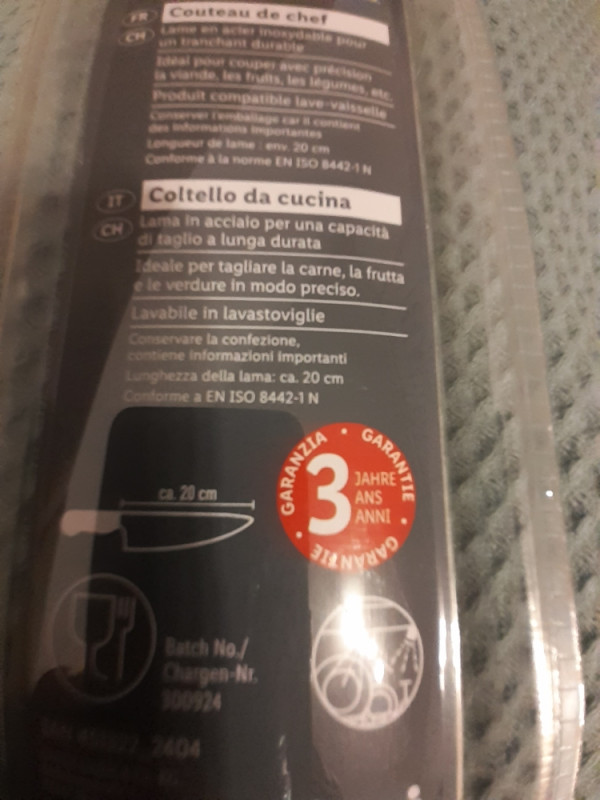 FR
Couteau de chef
CH
Lame en acier inoxydable pour
un tranchant durable
Idéal pour couper avec précision
la viande, les fruits, les légumes, etc.
Produit compatible lave-vaisselle
Conserver l'emballage car il contient
des informations importantes
Longueur de lame : env. 20 cm
Conforme à la norme EN ISO 8442-1 N
IT
Coltello da cucina
CH
Lama in acciaio per una capacità
di taglio a lunga durata
Ideale per tagliare la carne, la frutta
e le verdure in modo preciso.
Lavabile in lavastoviglie
Conservare la confezione,
contiene informazioni importanti
Lunghezza della lama: ca. 20 cm
Conforme a EN ISO 8442-1 N
ca. 20 cm
GARANZIA • GARANTIE • GARANTIE •
3
JAHRE
ANS
ANNI
Batch No./
Chargen-Nr.
300924
2404